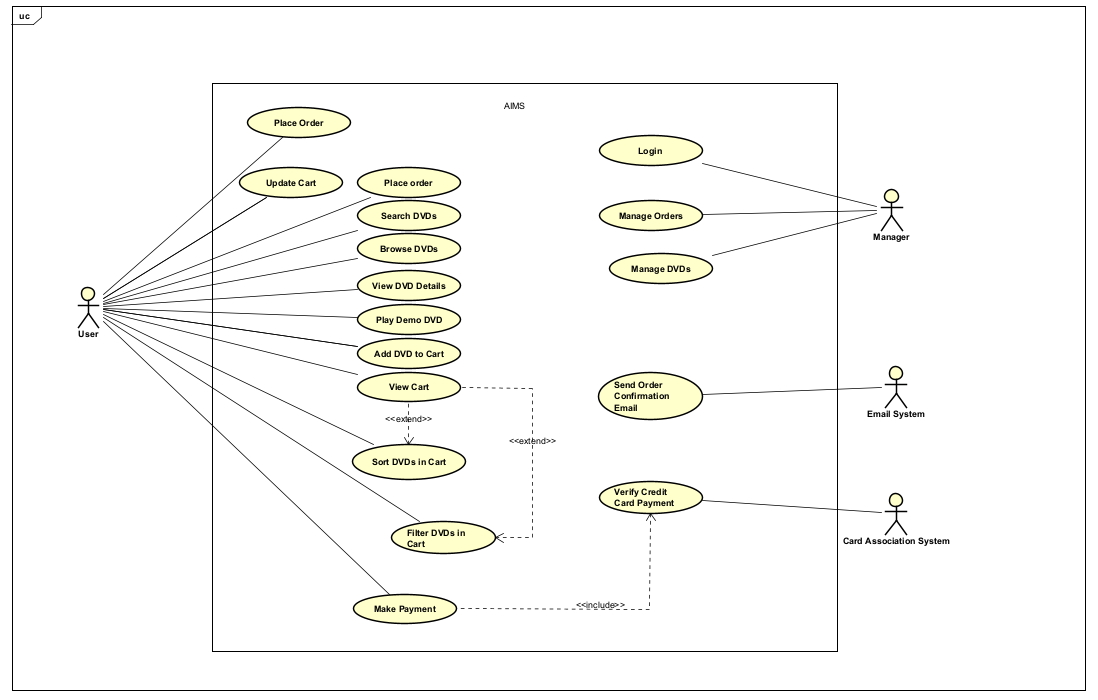 uc
AIMS
Place Order
Login
Update Cart
Place order
Search DVDs
Manage Orders
Manager
Browse DVDs
Manage DVDs
View DVD Details
Play Demo DVD
User
Add DVD to Cart
View Cart
Send Order
Confirmation
Email
Email System
<<extend>>
<<extend>>
Sort DVDs in Cart
Verify Credit
Card Payment
Filter DVDs in
Cart
Card Association System
Make Payment
<<include>>